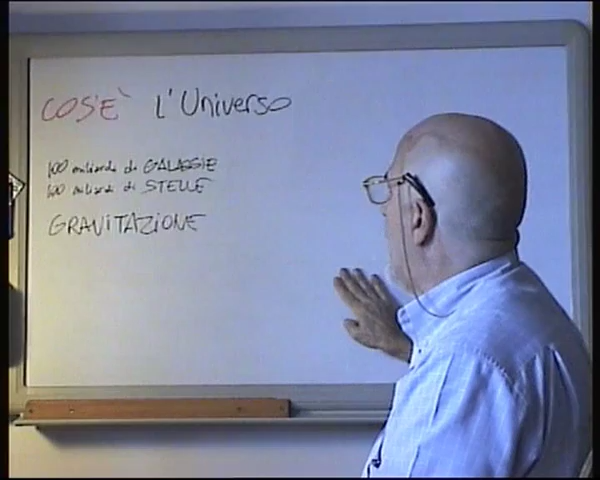 COS'E' L'Universo
100 miliardi di GALASSIE
100 miliardi di STELLE
GRAVITAZIONE